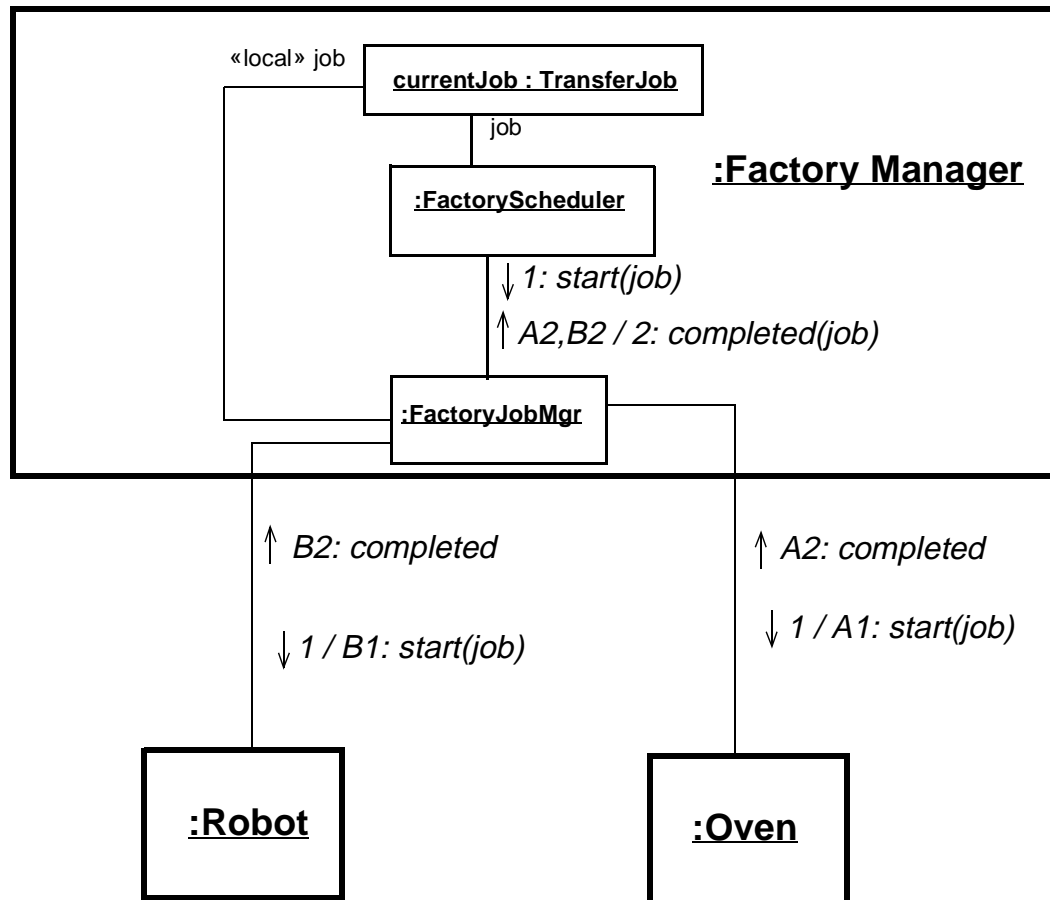 «local» job
currentJob : TransferJob
job
:Factory Manager
:FactoryScheduler
1: start(job)
A2,B2 / 2: completed(job)
:FactoryJobMgr
B2: completed
A2: completed
1 / B1: start(job)
1 / A1: start(job)
:Robot
:Oven